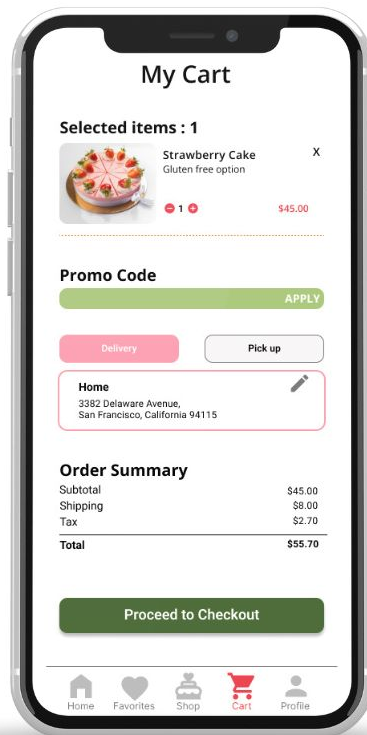 My Cart
Selected items : 1
Strawberry Cake X
Gluten free option
1 $45.00
Promo Code
APPLY
Delivery Pick up
Home
3382 Delaware Avenue,
San Francisco, California 94115
Order Summary
Subtotal $45.00
Shipping $8.00
Tax $2.70
Total $55.70
Proceed to Checkout
Home Favorites Shop Cart Profile